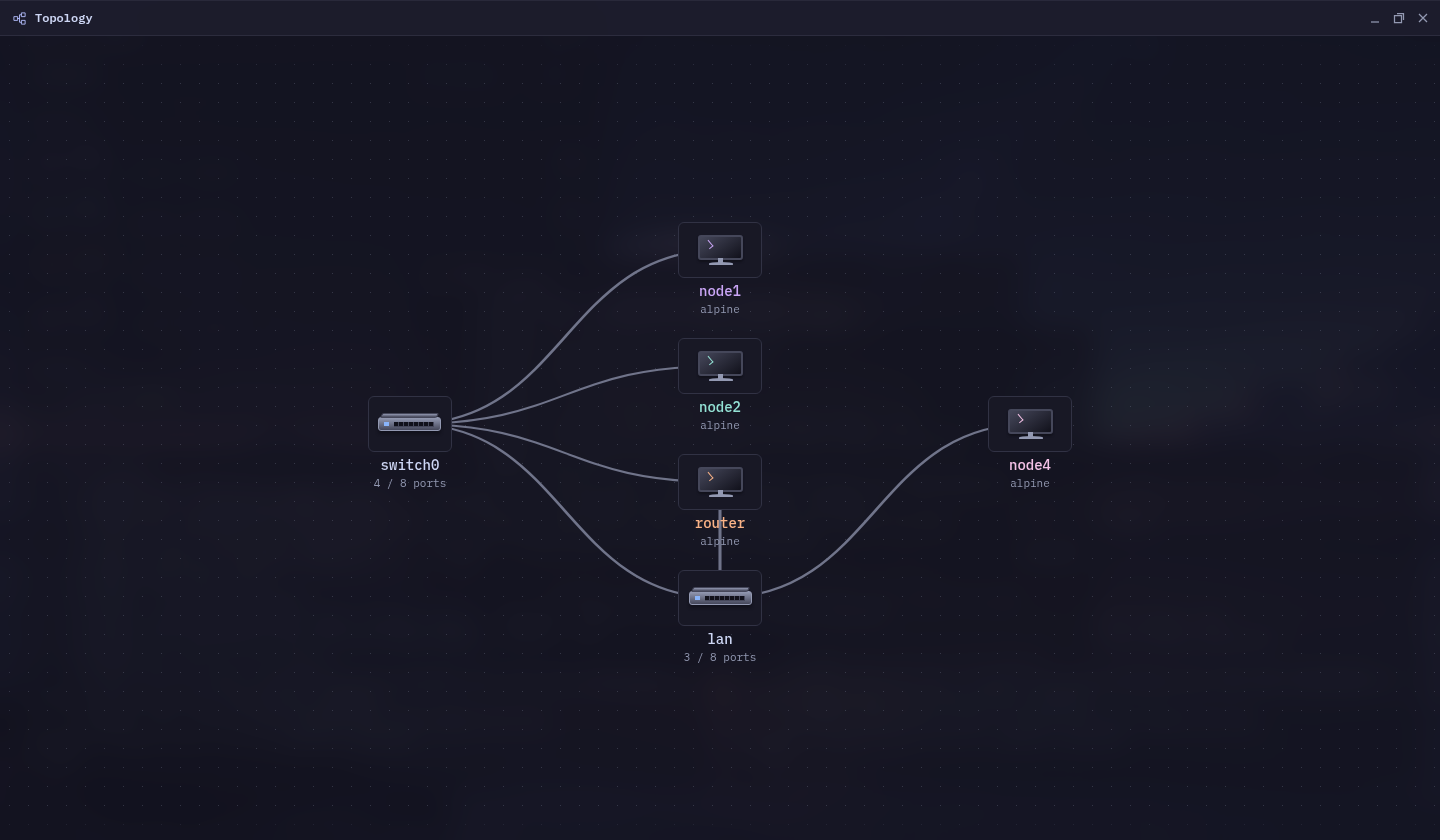 Topology
node1
alpine
node2
alpine
switch0
4 / 8 ports
node4
alpine
router
alpine
lan
3 / 8 ports